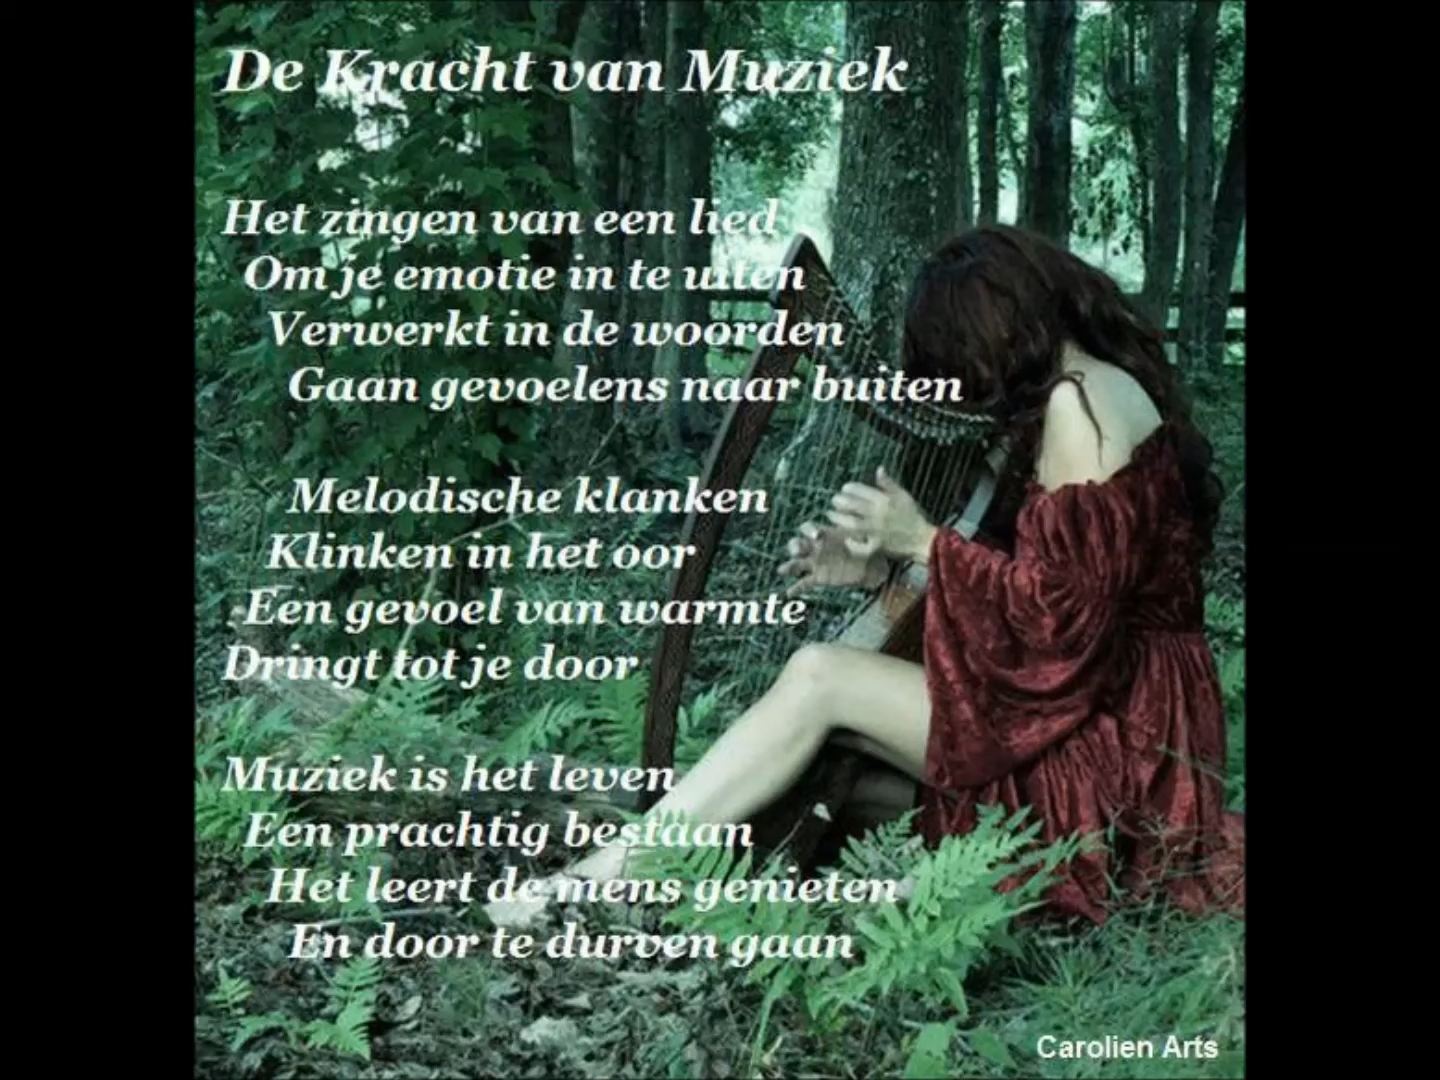 De Kracht van Muziek
Het zingen van een lied
Om je emotie in te uiten
Verwerkt in de woorden
Gaan gevoelens naar buiten
Melodische klanken
Klinken in het oor
Een gevoel van warmte
Dringt tot je door
Muziek is het leven
Een prachtig bestaan
Het leert de mens genieten
En door te durven gaan
Carolien Arts